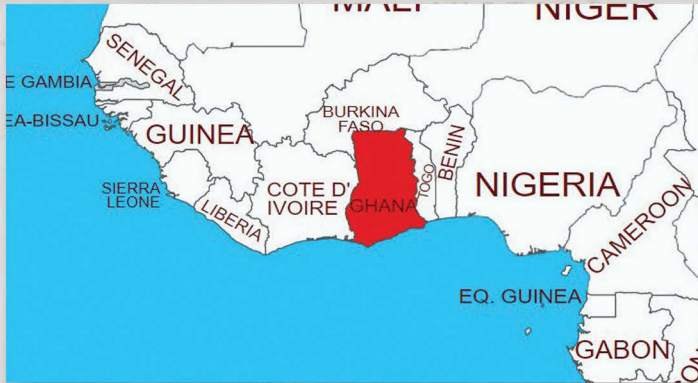 MALI
NIGER
SENEGAL
E GAMBIA
EA-BISSAU
GUINEA
BURKINA
FASO
BENIN
TOGO
SIERRA
LEONE
LIBERIA
COTE D'
IVOIRE
GHANA
NIGERIA
CAMEROON
EQ. GUINEA
GABON